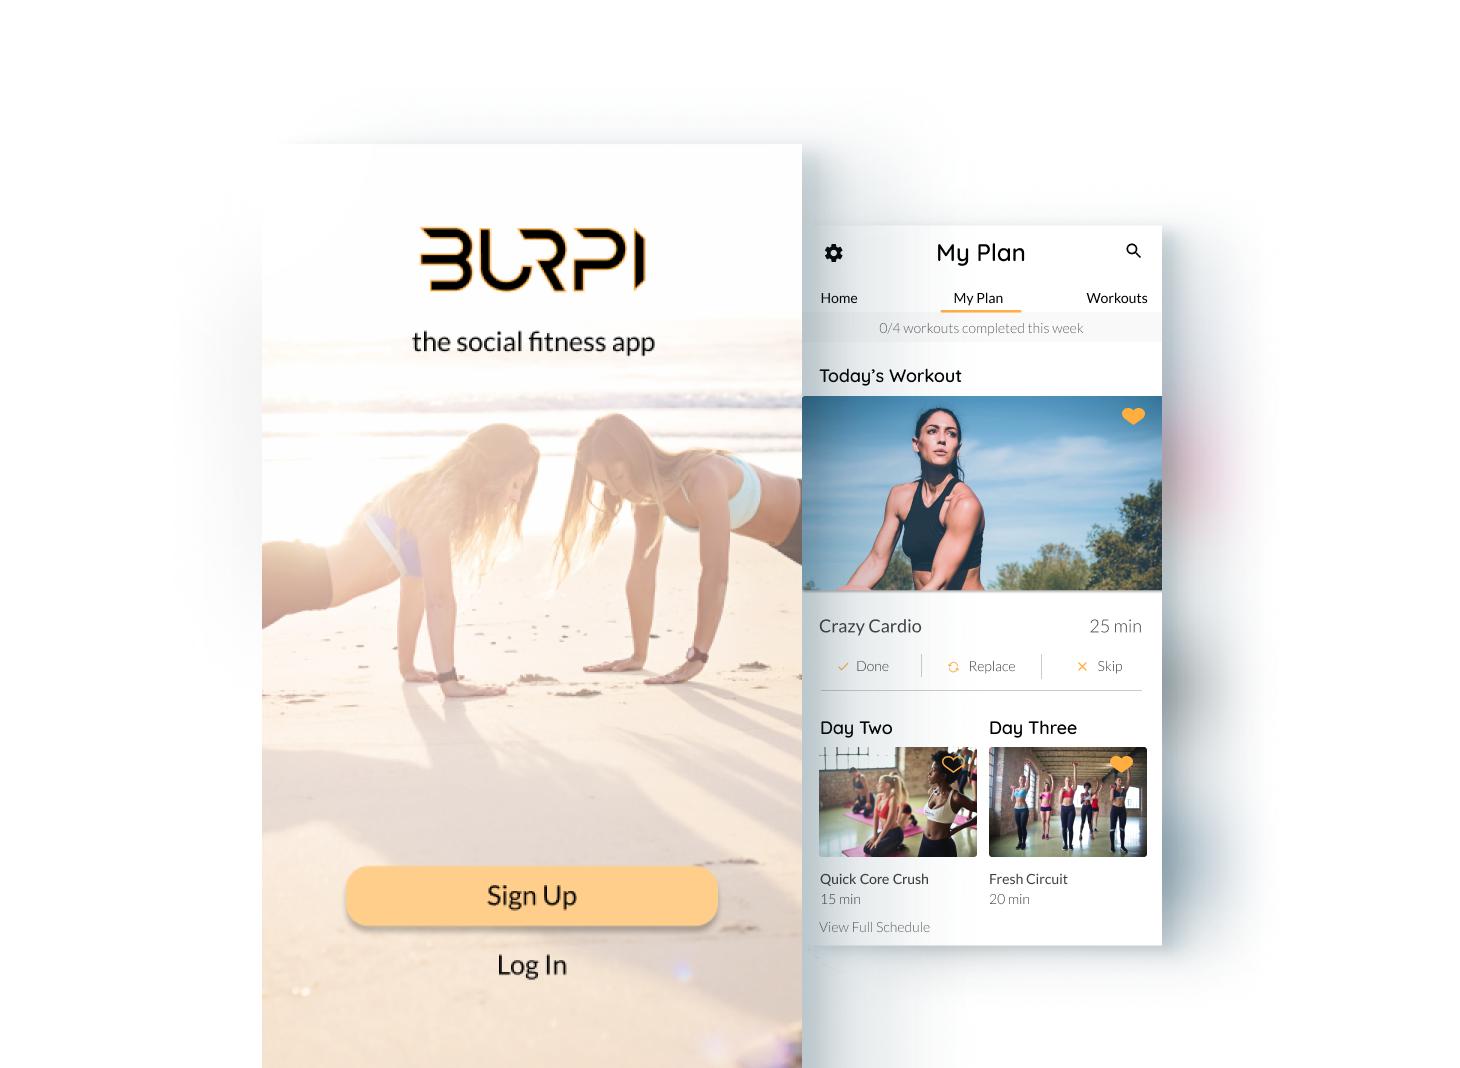 BURPI
the social fitness app
Sign Up
Log In
My Plan
Home My Plan Workouts
0/4 workouts completed this week
Today’s Workout
Crazy Cardio 25 min
Done Replace Skip
Day Two Day Three
Quick Core Crush Fresh Circuit
15 min 20 min
View Full Schedule